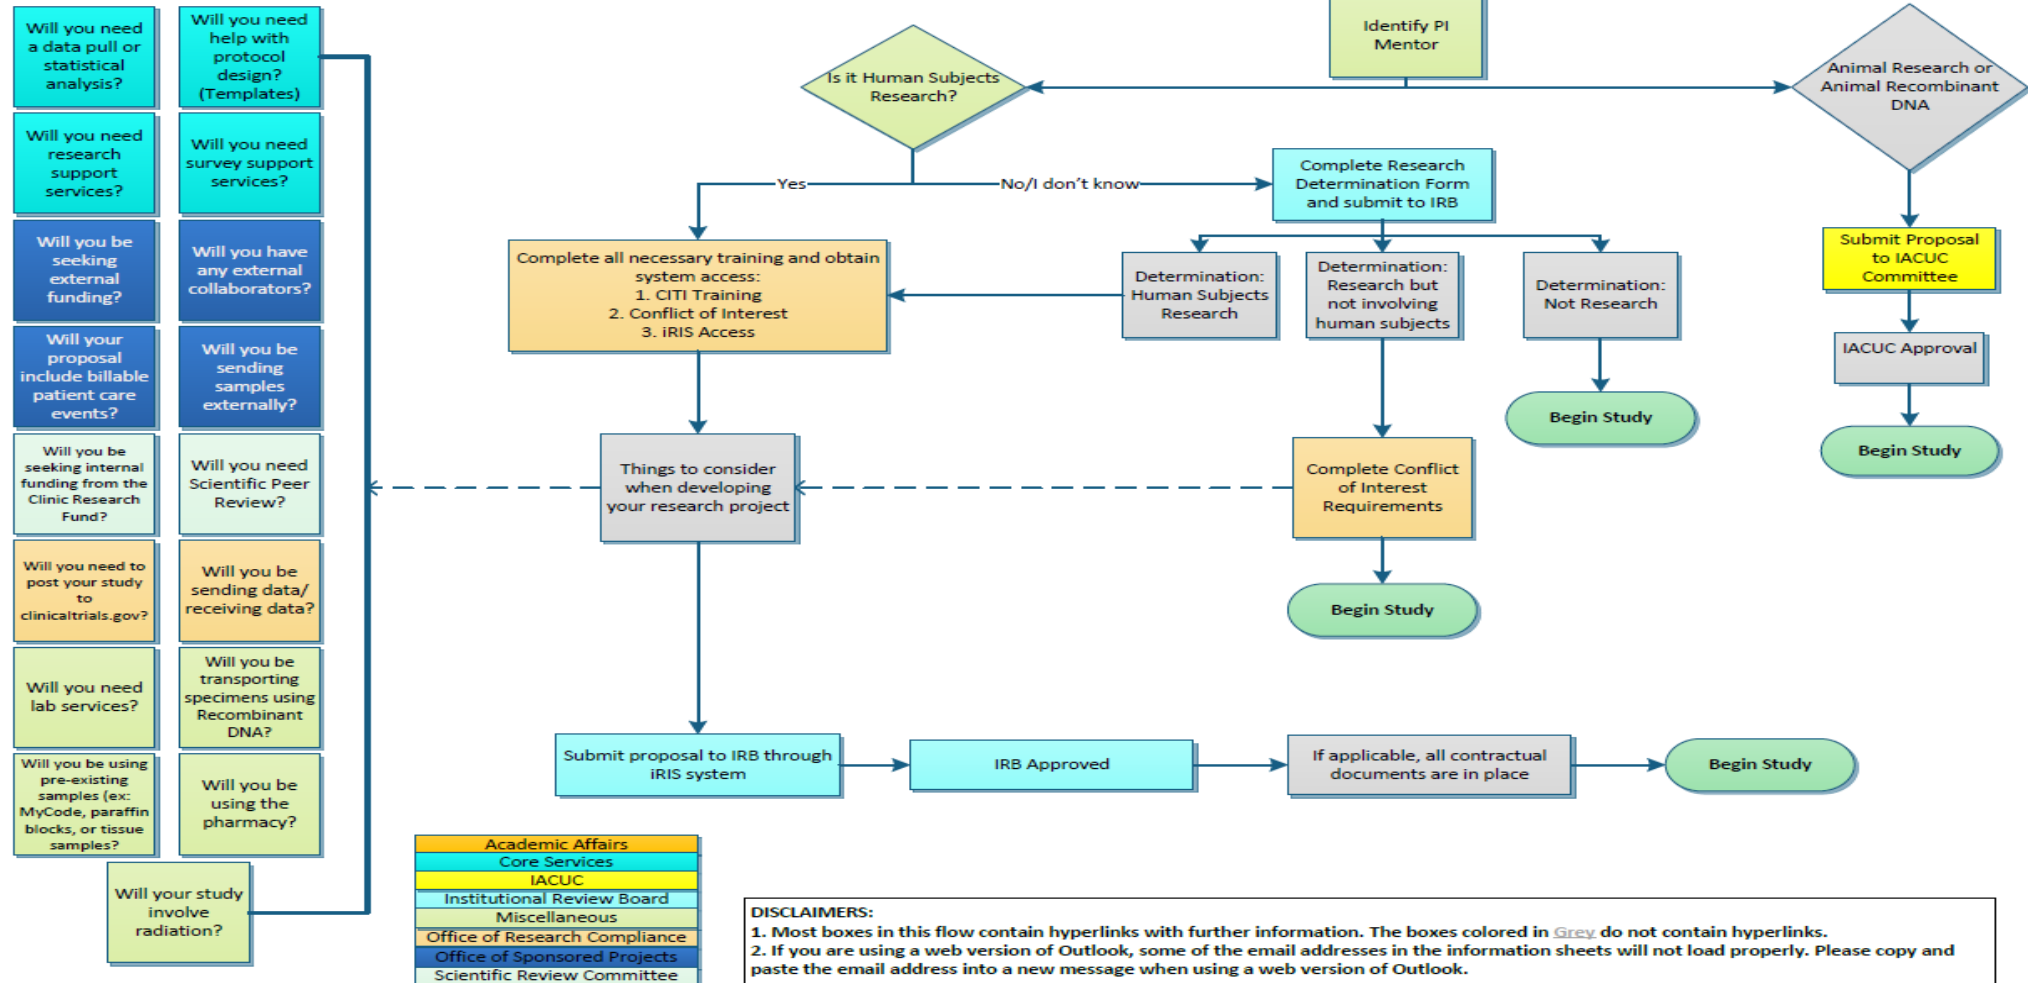 Will you need
a data pull or
statistical
analysis?
Will you need
help with
protocol
design?
(Templates)
Will you need
research
support
services?
Will you need
survey support
services?
Will you be
seeking
external
funding?
Will you have
any external
collaborators?
Will your
proposal
include billable
patient care
events?
Will you be
sending
samples
externally?
Will you be
seeking internal
funding from the
Clinic Research
Fund?
Will you need
Scientific Peer
Review?
Will you need to
post your study
to
clinicaltrials.gov?
Will you be
sending data/
receiving data?
Will you need
lab services?
Will you be
transporting
specimens using
Recombinant
DNA?
Will you be using
pre-existing
samples (ex:
MyCode, paraffin
blocks, or tissue
samples?
Will you be
using the
pharmacy?
Will your study
involve
radiation?
Identify PI
Mentor
Is it Human Subjects
Research?
Animal Research or
Animal Recombinant
DNA
Yes
No/I don't know
Complete Research
Determination Form
and submit to IRB
Complete all necessary training and obtain
system access:
1. CITI Training
2. Conflict of Interest
3. iRIS Access
Determination:
Human Subjects
Research
Determination:
Research but
not involving
human subjects
Determination:
Not Research
Submit Proposal
to IACUC
Committee
IACUC Approval
Begin Study
Begin Study
Things to consider
when developing
your research project
Complete Conflict
of Interest
Requirements
Begin Study
Submit proposal to IRB through
iRIS system
IRB Approved
If applicable, all contractual
documents are in place
Begin Study
Academic Affairs
Core Services
IACUC
Institutional Review Board
Miscellaneous
Office of Research Compliance
Office of Sponsored Projects
Scientific Review Committee
DISCLAIMERS:
1. Most boxes in this flow contain hyperlinks with further information. The boxes colored in Grey do not contain hyperlinks.
2. If you are using a web version of Outlook, some of the email addresses in the information sheets will not load properly. Please copy and
paste the email address into a new message when using a web version of Outlook.